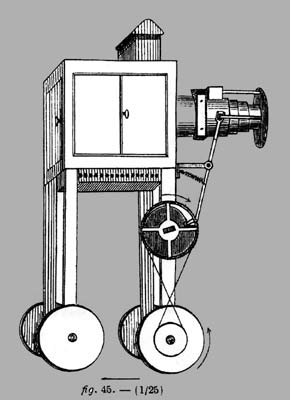 fig. 45. — (1/25)